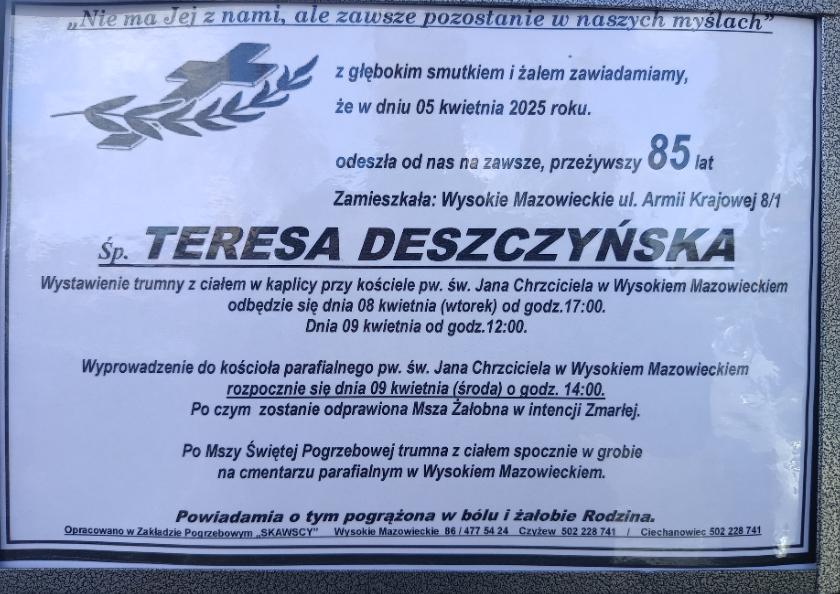 „Nie ma Jej z nami, ale zawsze pozostanie w naszych myślach”
z głębokim smutkiem i żalem zawiadamiamy,
że w dniu 05 kwietnia 2025 roku.
odeszła od nas na zawsze, przeżywszy 85 lat
Zamieszkała: Wysokie Mazowieckie ul. Armii Krajowej 8/1
Śp. TERESA DESZCZYŃSKA
Wystawienie trumny z ciałem w kaplicy przy kościele pw. św. Jana Chrzciciela w Wysokiem Mazowieckiem
odbędzie się dnia 08 kwietnia (wtorek) od godz.17:00.
Dnia 09 kwietnia od godz.12:00.
Wyprowadzenie do kościoła parafialnego pw. św. Jana Chrzciciela w Wysokiem Mazowieckiem
rozpocznie się dnia 09 kwietnia (środa) o godz. 14:00.
Po czym zostanie odprawiona Msza Żałobna w intencji Zmarłej.
Po Mszy Świętej Pogrzebowej trumna z ciałem spocznie w grobie
na cmentarzu parafialnym w Wysokiem Mazowieckiem.
Powiadamia o tym pogrążona w bólu i żałobie Rodzina.
Opracowano w Zakładzie Pogrzebowym „SKAWSCY” Wysokie Mazowieckie 86 / 477 54 24 Czyżew 502 228 741 / Ciechanowiec 502 228 741